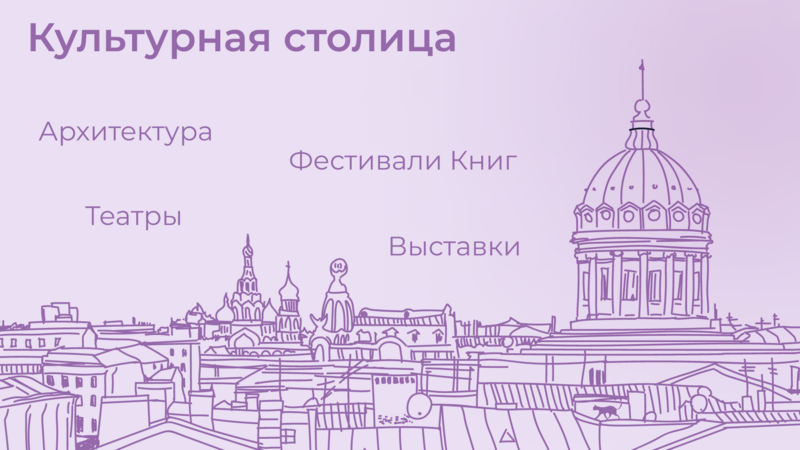 Культурная столица
Архитектура
Фестивали Книг
Театры
Выставки